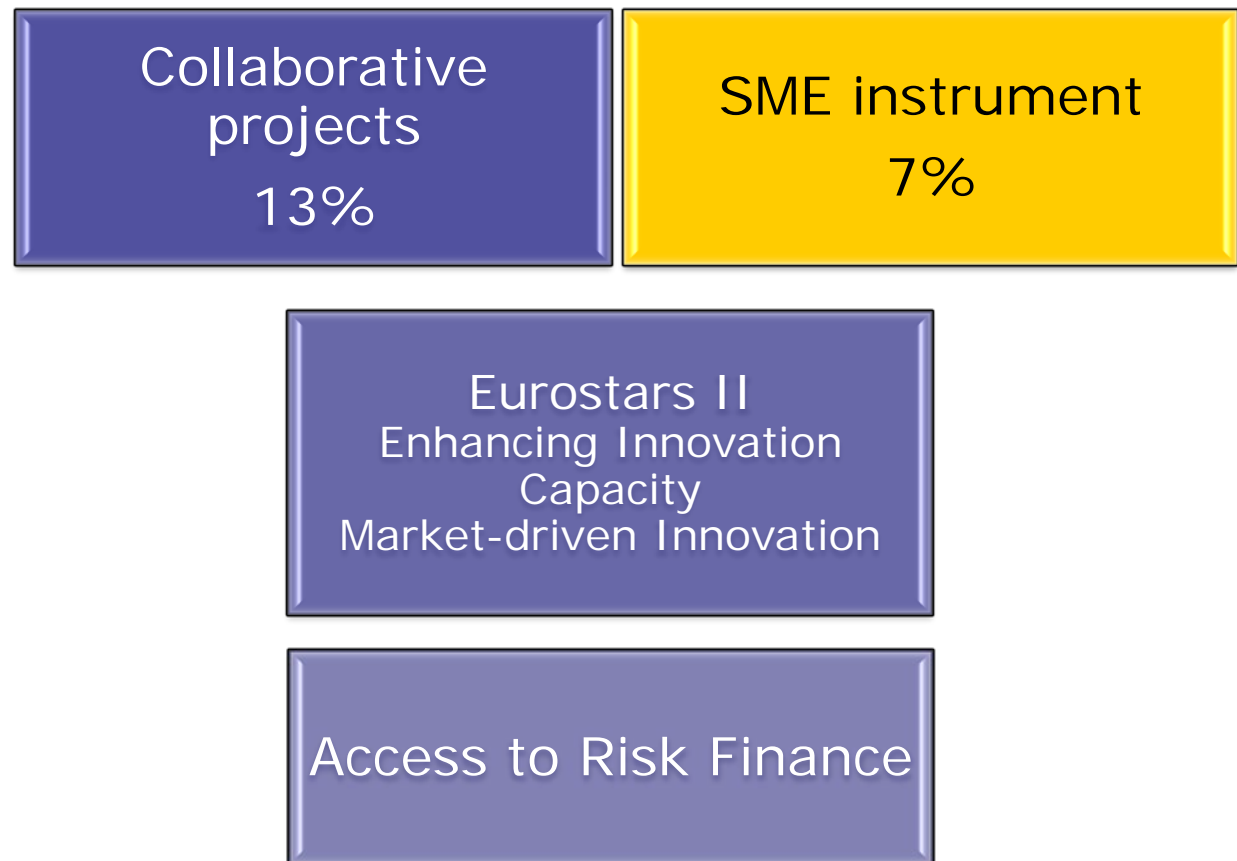 Collaborative
projects
13%
SME instrument
7%
Eurostars II
Enhancing Innovation
Capacity
Market-driven Innovation
Access to Risk Finance